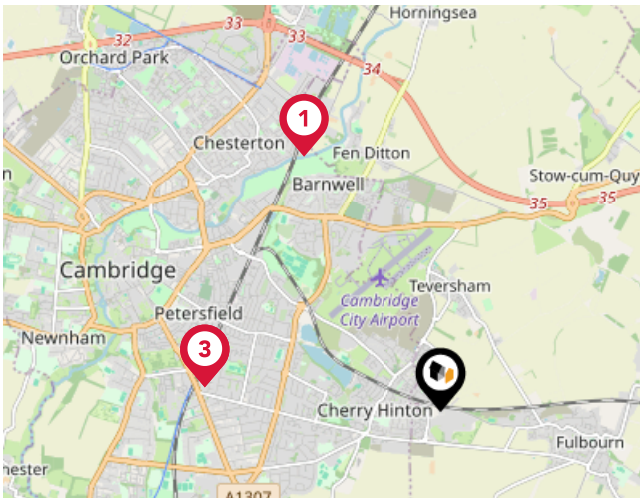 Horningsea
33
32
33
Orchard Park
34
1
Chesterton
Fen Ditton
n
Barnwell
Stow-cum-Quy
35
35
Cambridge
Teversham
Cambridge
City Airport
Petersfield
Newnham
3
Cherry Hinton
Fulbourn
hester
A1307